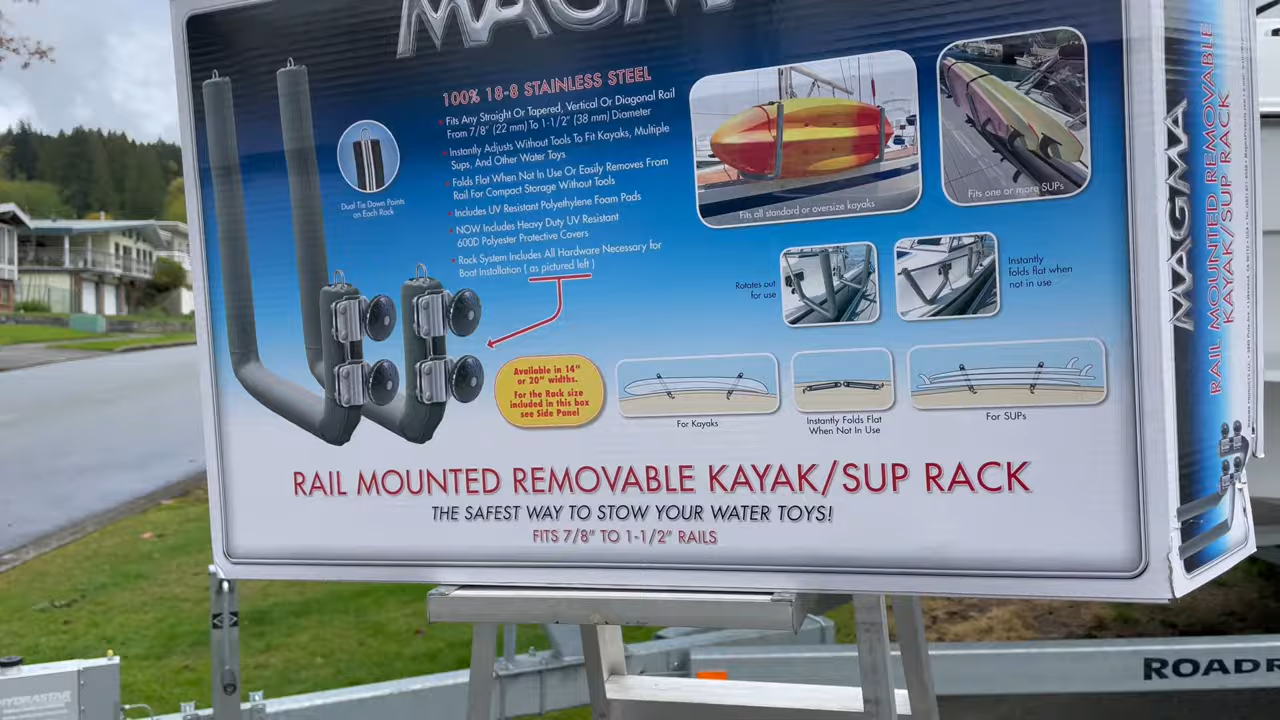 MAGMA
100% 18-8 STAINLESS STEEL
• Fits Any Straight Or Tapered, Vertical Or Diagonal Rail
From 7/8" (22 mm) To 1-1/2" (38 mm) Diameter
• Instantly Adjusts Without Tools To Fit Kayaks, Multiple
Sups, And Other Water Toys
• Folds Flat When Not In Use Or Easily Removes From
Rail For Compact Storage Without Tools
• Includes UV Resistant Polyethylene Foam Pads
• NOW Includes Heavy Duty UV Resistant
600D Polyester Protective Covers
• Rack System Includes All Hardware Necessary for
Boat Installation ( as pictured left )
Dual Tie Down Points
on Each Rack
Available in 14"
or 20" widths.
For the Rack size
included in this box
see Side Panel
Fits all standard or oversize kayaks
Fits one or more SUPs
Rotates out
for use
Instantly
folds flat when
not in use
For Kayaks
Instantly Folds Flat
When Not In Use
For SUPs
RAIL MOUNTED REMOVABLE KAYAK/SUP RACK
THE SAFEST WAY TO STOW YOUR WATER TOYS!
FITS 7/8" TO 1-1/2" RAILS
MAGMA
RAIL MOUNTED REMOVABLE
KAYAK/SUP RACK
HYDRASTAR
ROADR